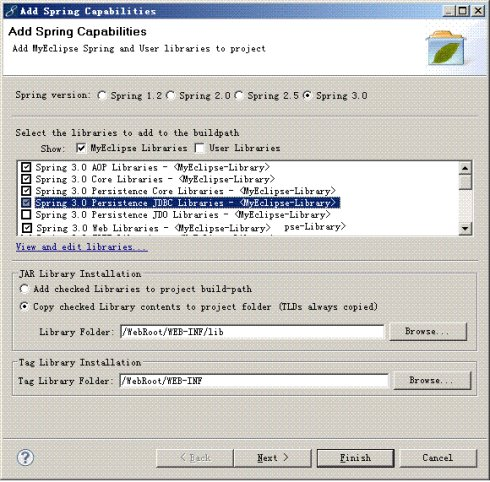 Add Spring Capabilities
Add Spring Capabilities
Add MyEclipse Spring and User libraries to project
Spring version: Spring 1.2 Spring 2.0 Spring 2.5 Spring 3.0
Select the libraries to add to the buildpath
Show: MyEclipse Libraries User Libraries
Spring 3.0 AOP Libraries - <MyEclipse-Library>
Spring 3.0 Core Libraries - <MyEclipse-Library>
Spring 3.0 Persistence Core Libraries - <MyEclipse-Library>
Spring 3.0 Persistence JDBC Libraries - <MyEclipse-Library>
Spring 3.0 Persistence JDO Libraries - <MyEclipse-Library>
Spring 3.0 Web Libraries - <MyEclipse-Library> pse-Library>
View and edit libraries...
JAR Library Installation
Add checked Libraries to project build-path
Copy checked Library contents to project folder (TLDs always copied)
Library Folder: /WebRoot/WEB-INF/lib Browse...
Tag Library Installation
Tag Library Folder: /WebRoot/WEB-INF Browse...
? < Back Next > Finish Cancel